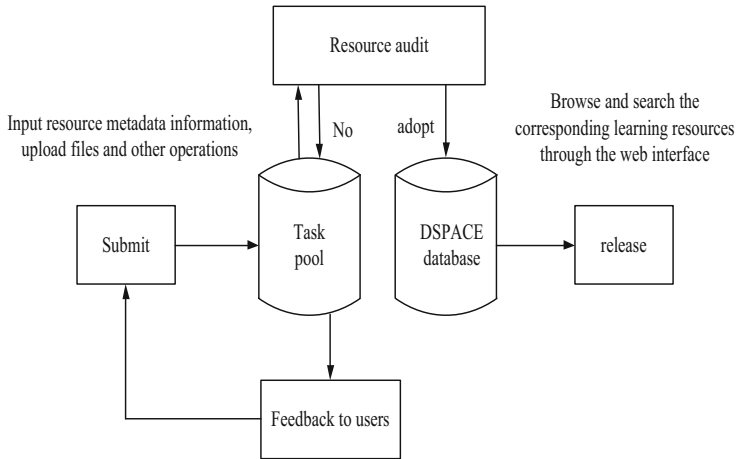 Resource audit
Input resource metadata information,
upload files and other operations
No
adopt
Browse and search the
corresponding learning resources
through the web interface
Submit
Task
pool
DSPACE
database
release
Feedback to users